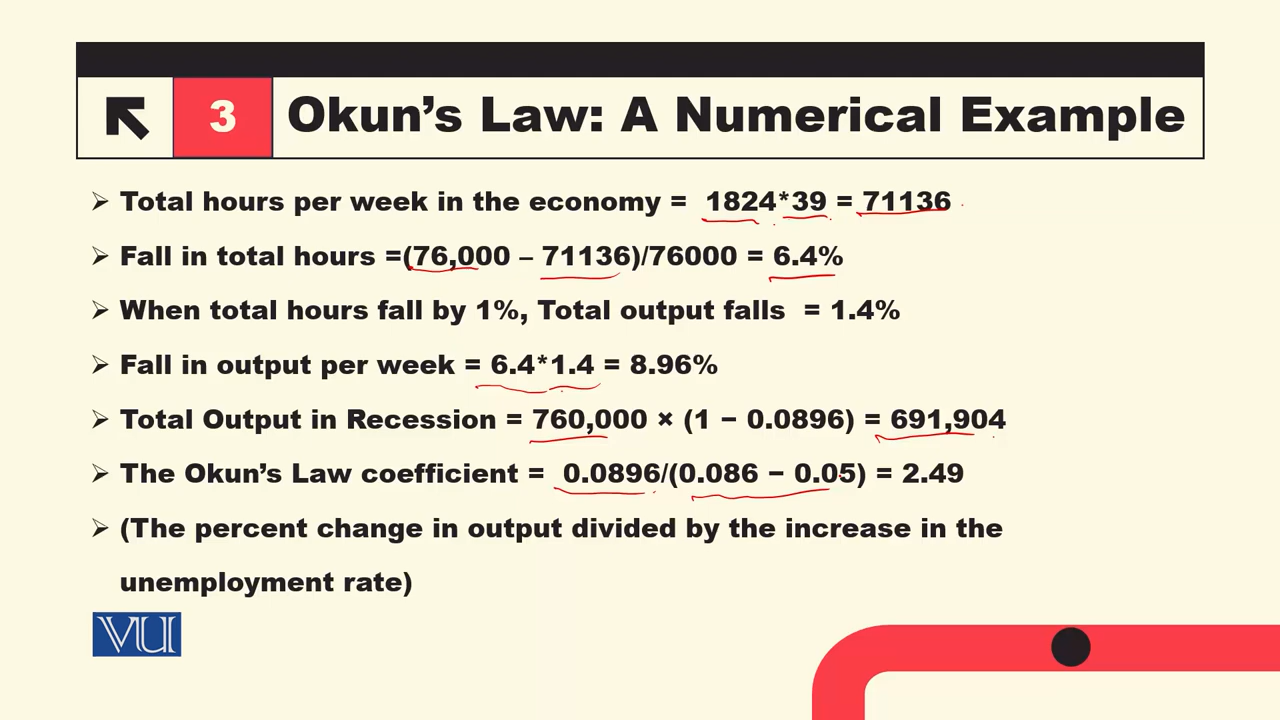 3
Okun's Law: A Numerical Example
➢ Total hours per week in the economy = 1824*39 = 71136
➢ Fall in total hours =(76,000 – 71136)/76000 = 6.4%
➢ When total hours fall by 1%, Total output falls = 1.4%
➢ Fall in output per week = 6.4*1.4 = 8.96%
➢ Total Output in Recession = 760,000 × (1 − 0.0896) = 691,904
➢ The Okun's Law coefficient = 0.0896/(0.086 − 0.05) = 2.49
➢ (The percent change in output divided by the increase in the
unemployment rate)
VU